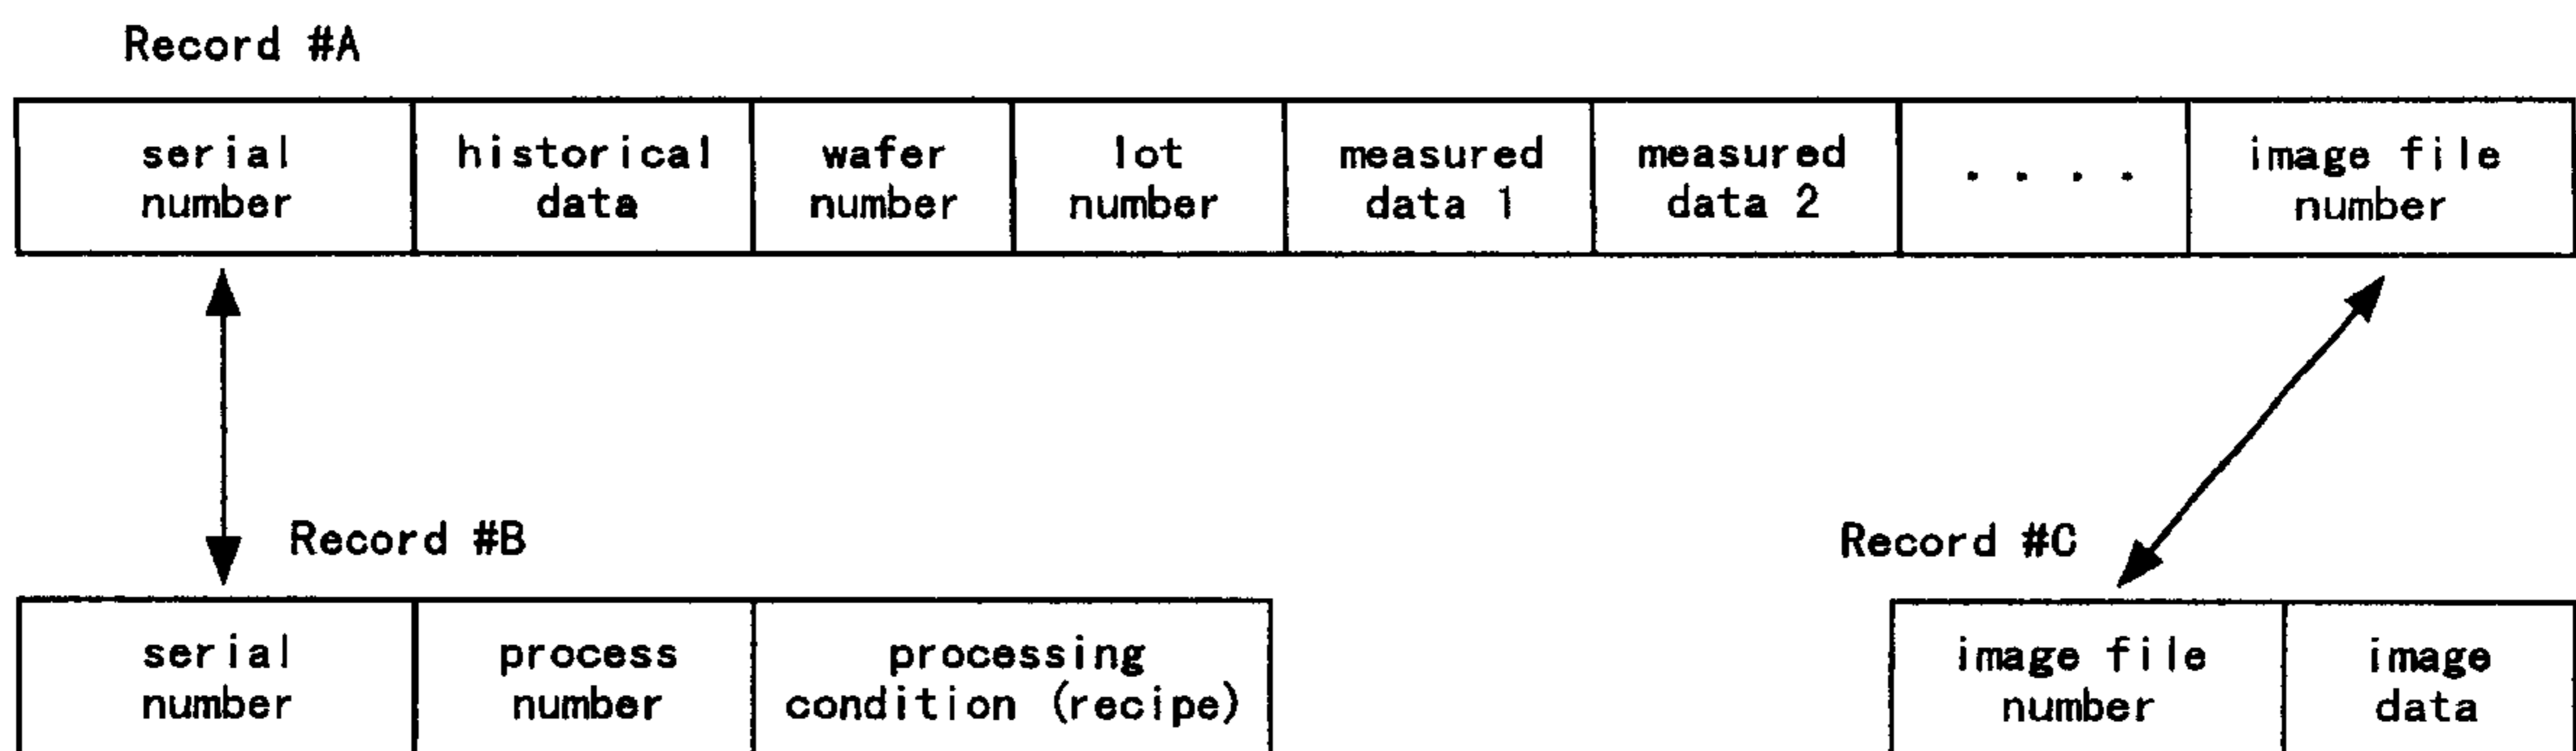 Record #A
serial number
historical data
wafer number
lot number
measured data 1
measured data 2
. . . .
image file number
Record #B
serial number
process number
processing condition (recipe)
Record #C
image file number
image data